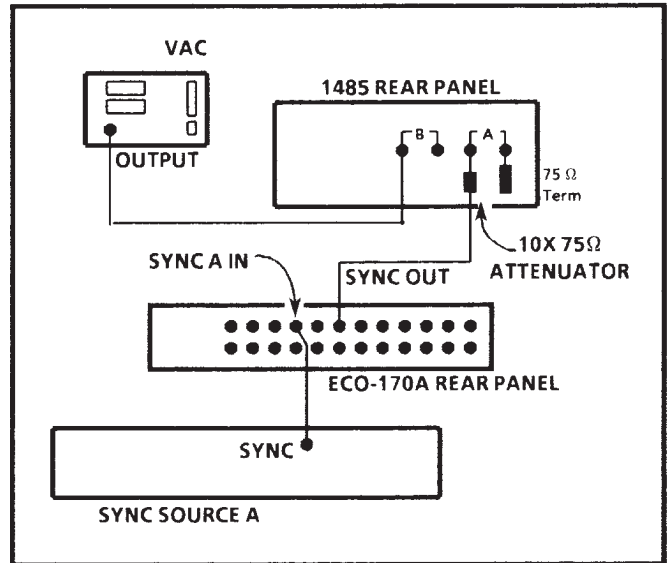 VAC
OUTPUT
1485 REAR PANEL
B
A
75 Ω
Term
10X 75Ω
ATTENUATOR
SYNC A IN
SYNC OUT
ECO-170A REAR PANEL
SYNC
SYNC SOURCE A